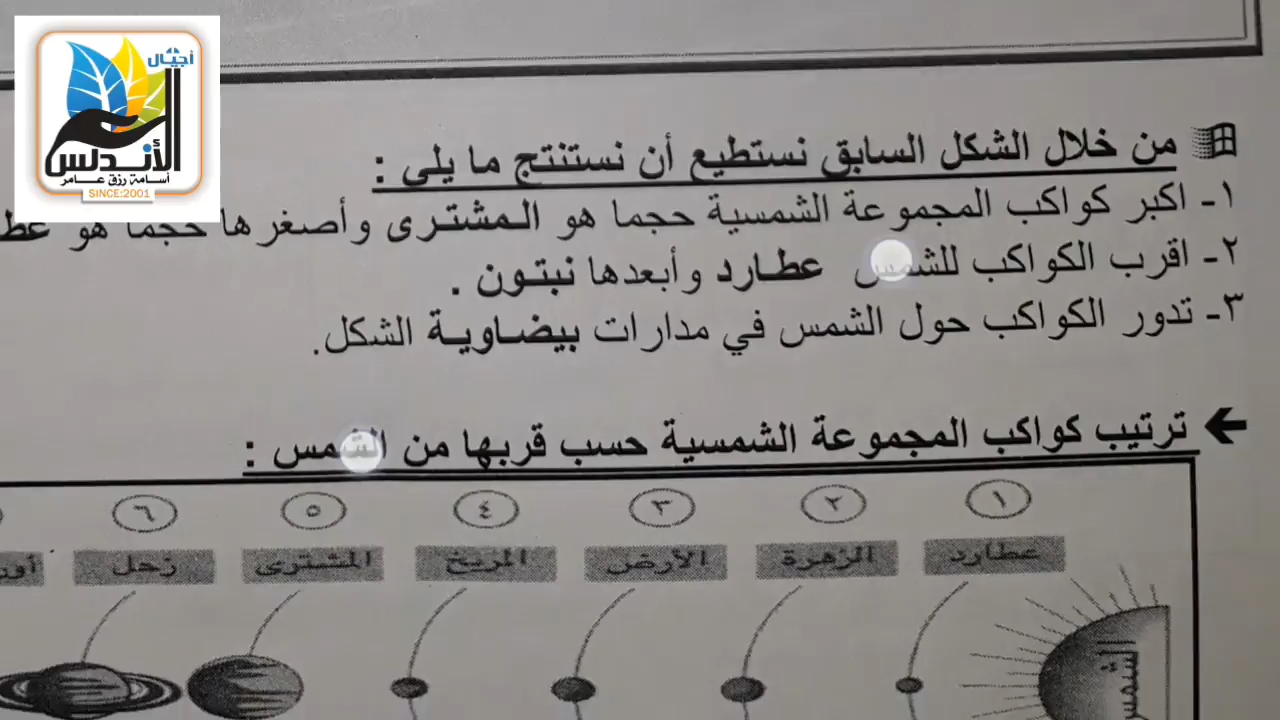 أجيال
الأندلس
أسامة رزق عامر
SINCE:2001
من خلال الشكل السابق نستطيع أن نستنتج ما يلى :
١- اكبر كواكب المجموعة الشمسية حجما هو المشترى وأصغرها حجما هو عط
٢- اقرب الكواكب للشمس عطارد وأبعدها نبتون .
٣- تدور الكواكب حول الشمس في مدارات بيضاوية الشكل.
ترتيب كواكب المجموعة الشمسية حسب قربها من الشمس :
١ ٢ ٣ ٤ ٥ ٦
عطارد الزهرة الأرض المريخ المشترى زحل
الشمس